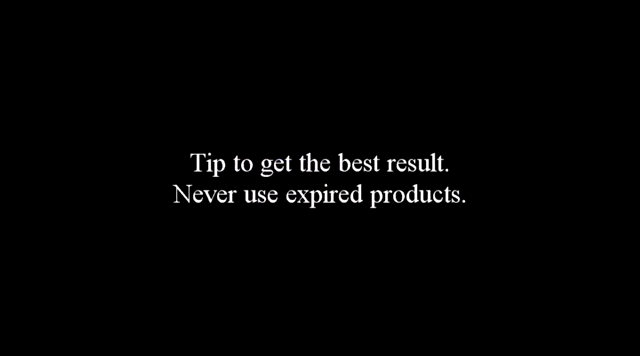 Tip to get the best result.
Never use expired products.